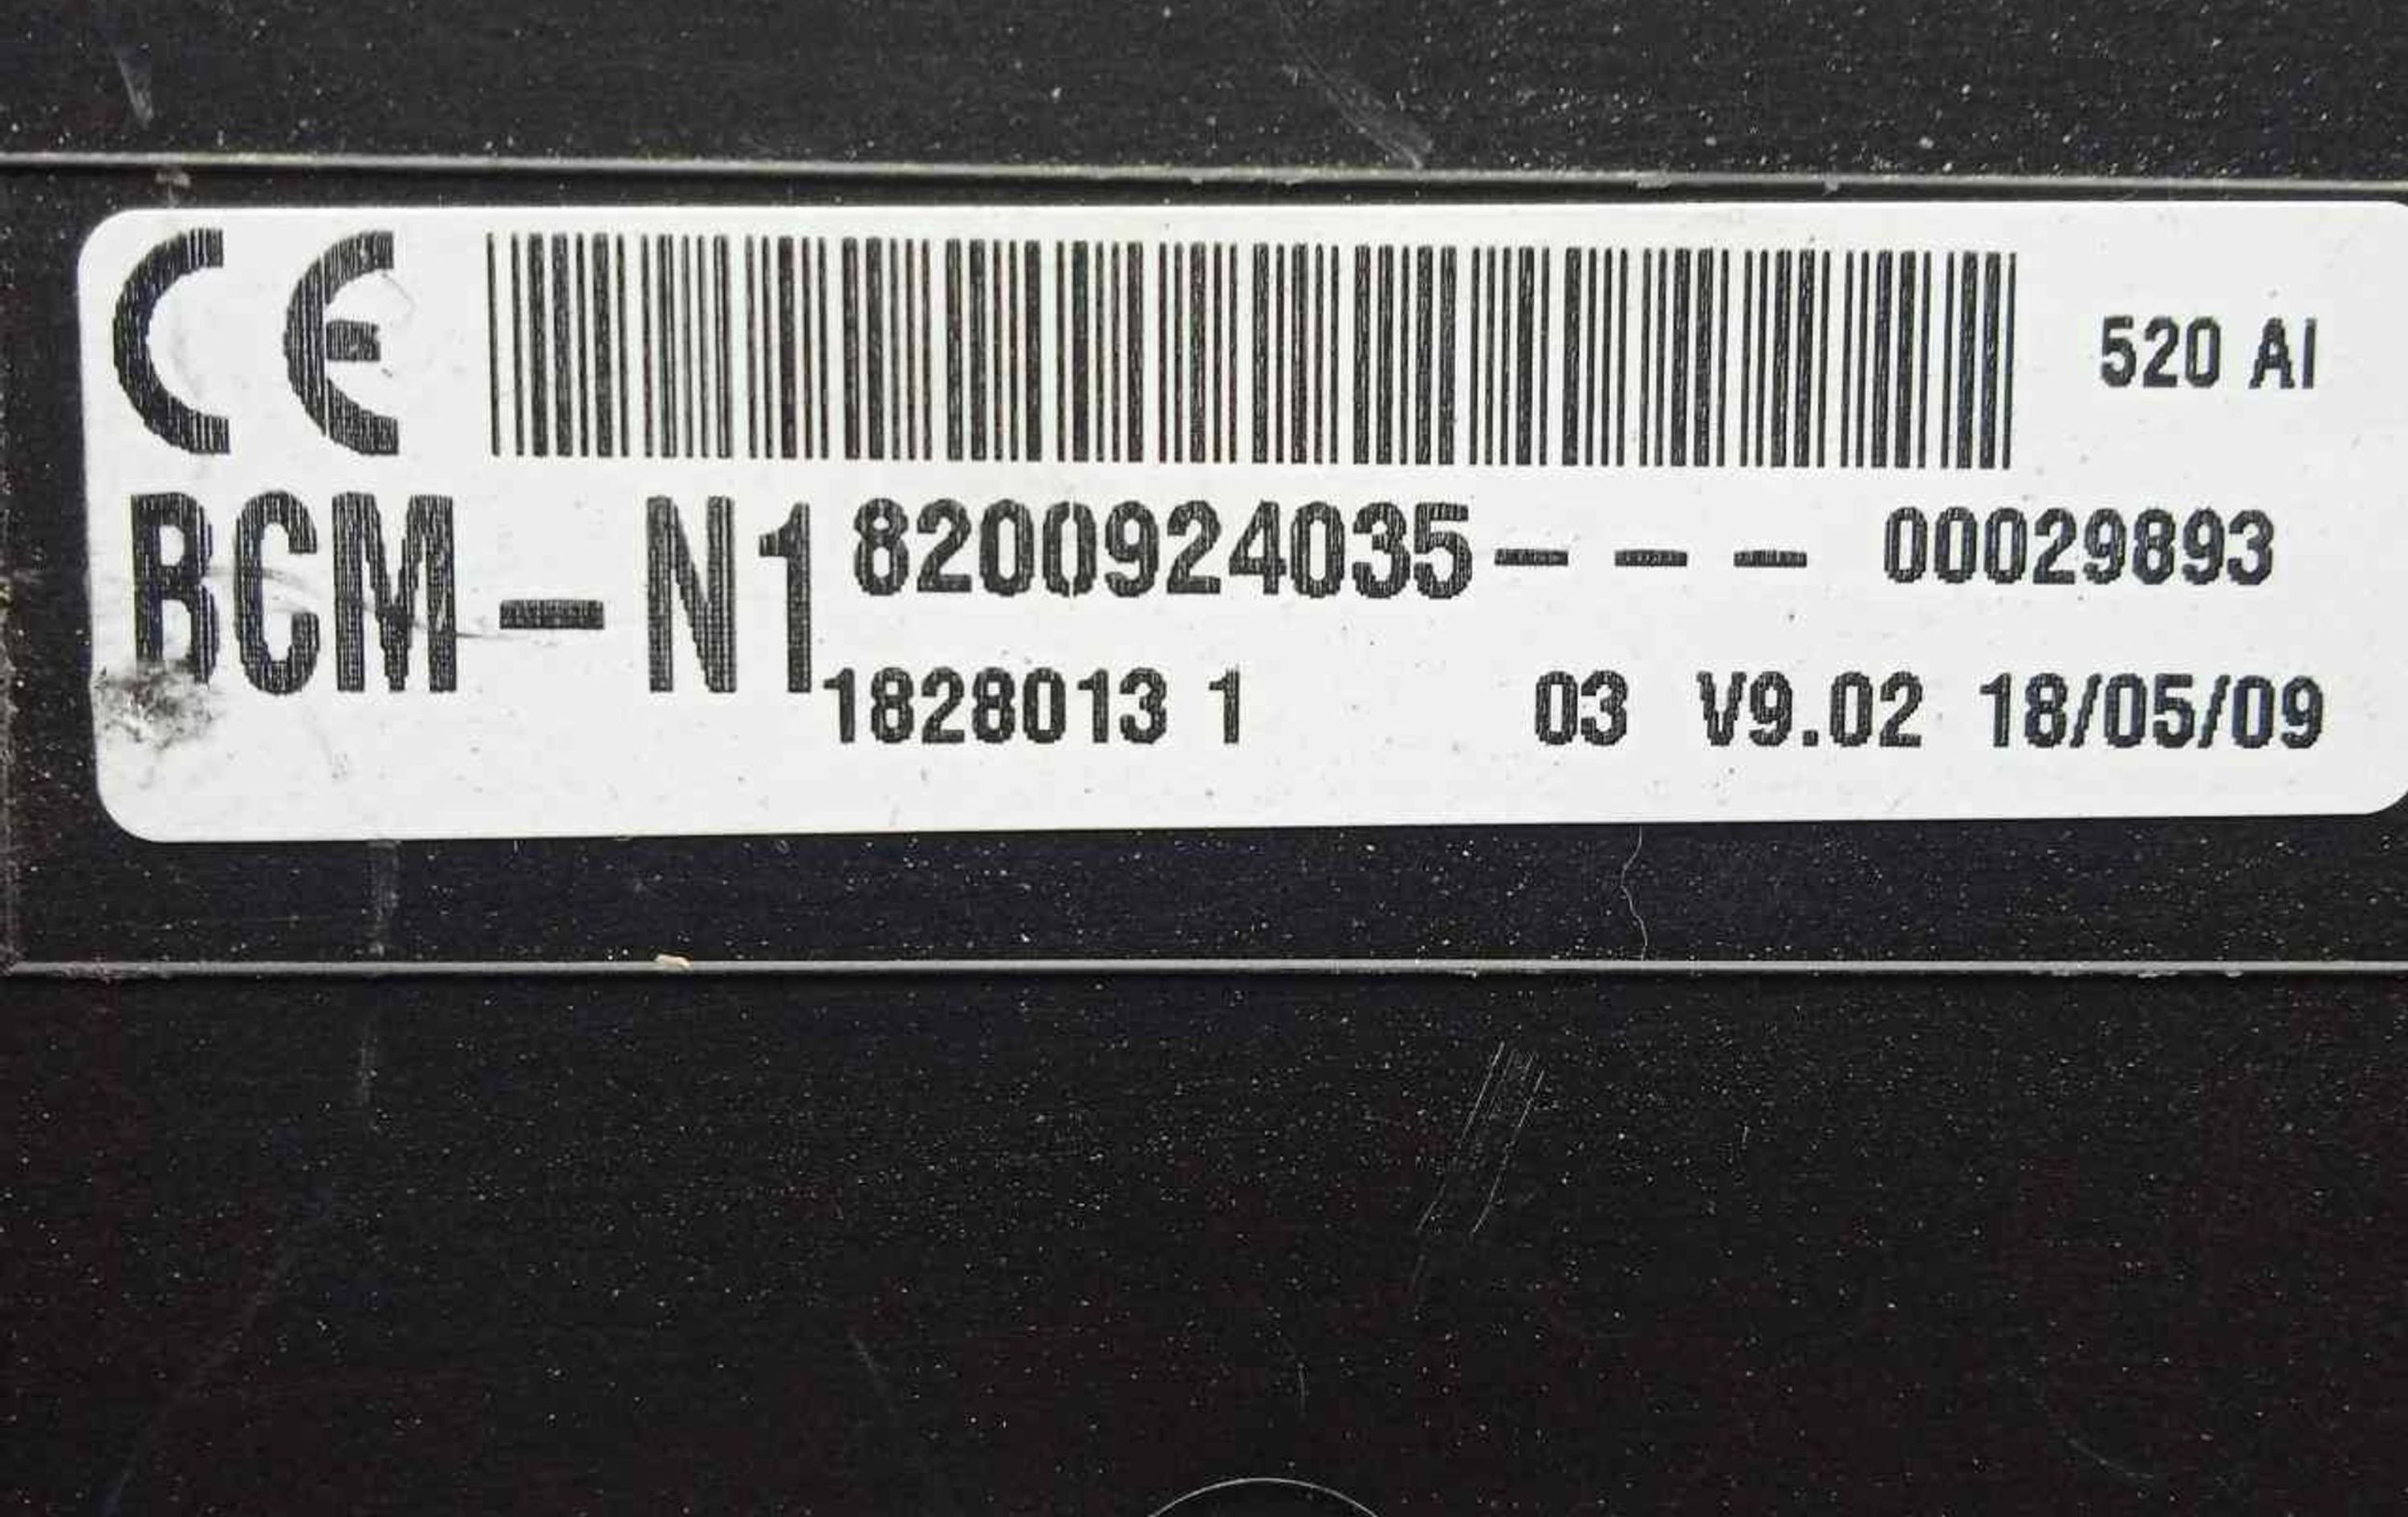 CE 520 AI
BCM-N1 8200924035--- 00029893
1828013 1 03 V9.02 18/05/09